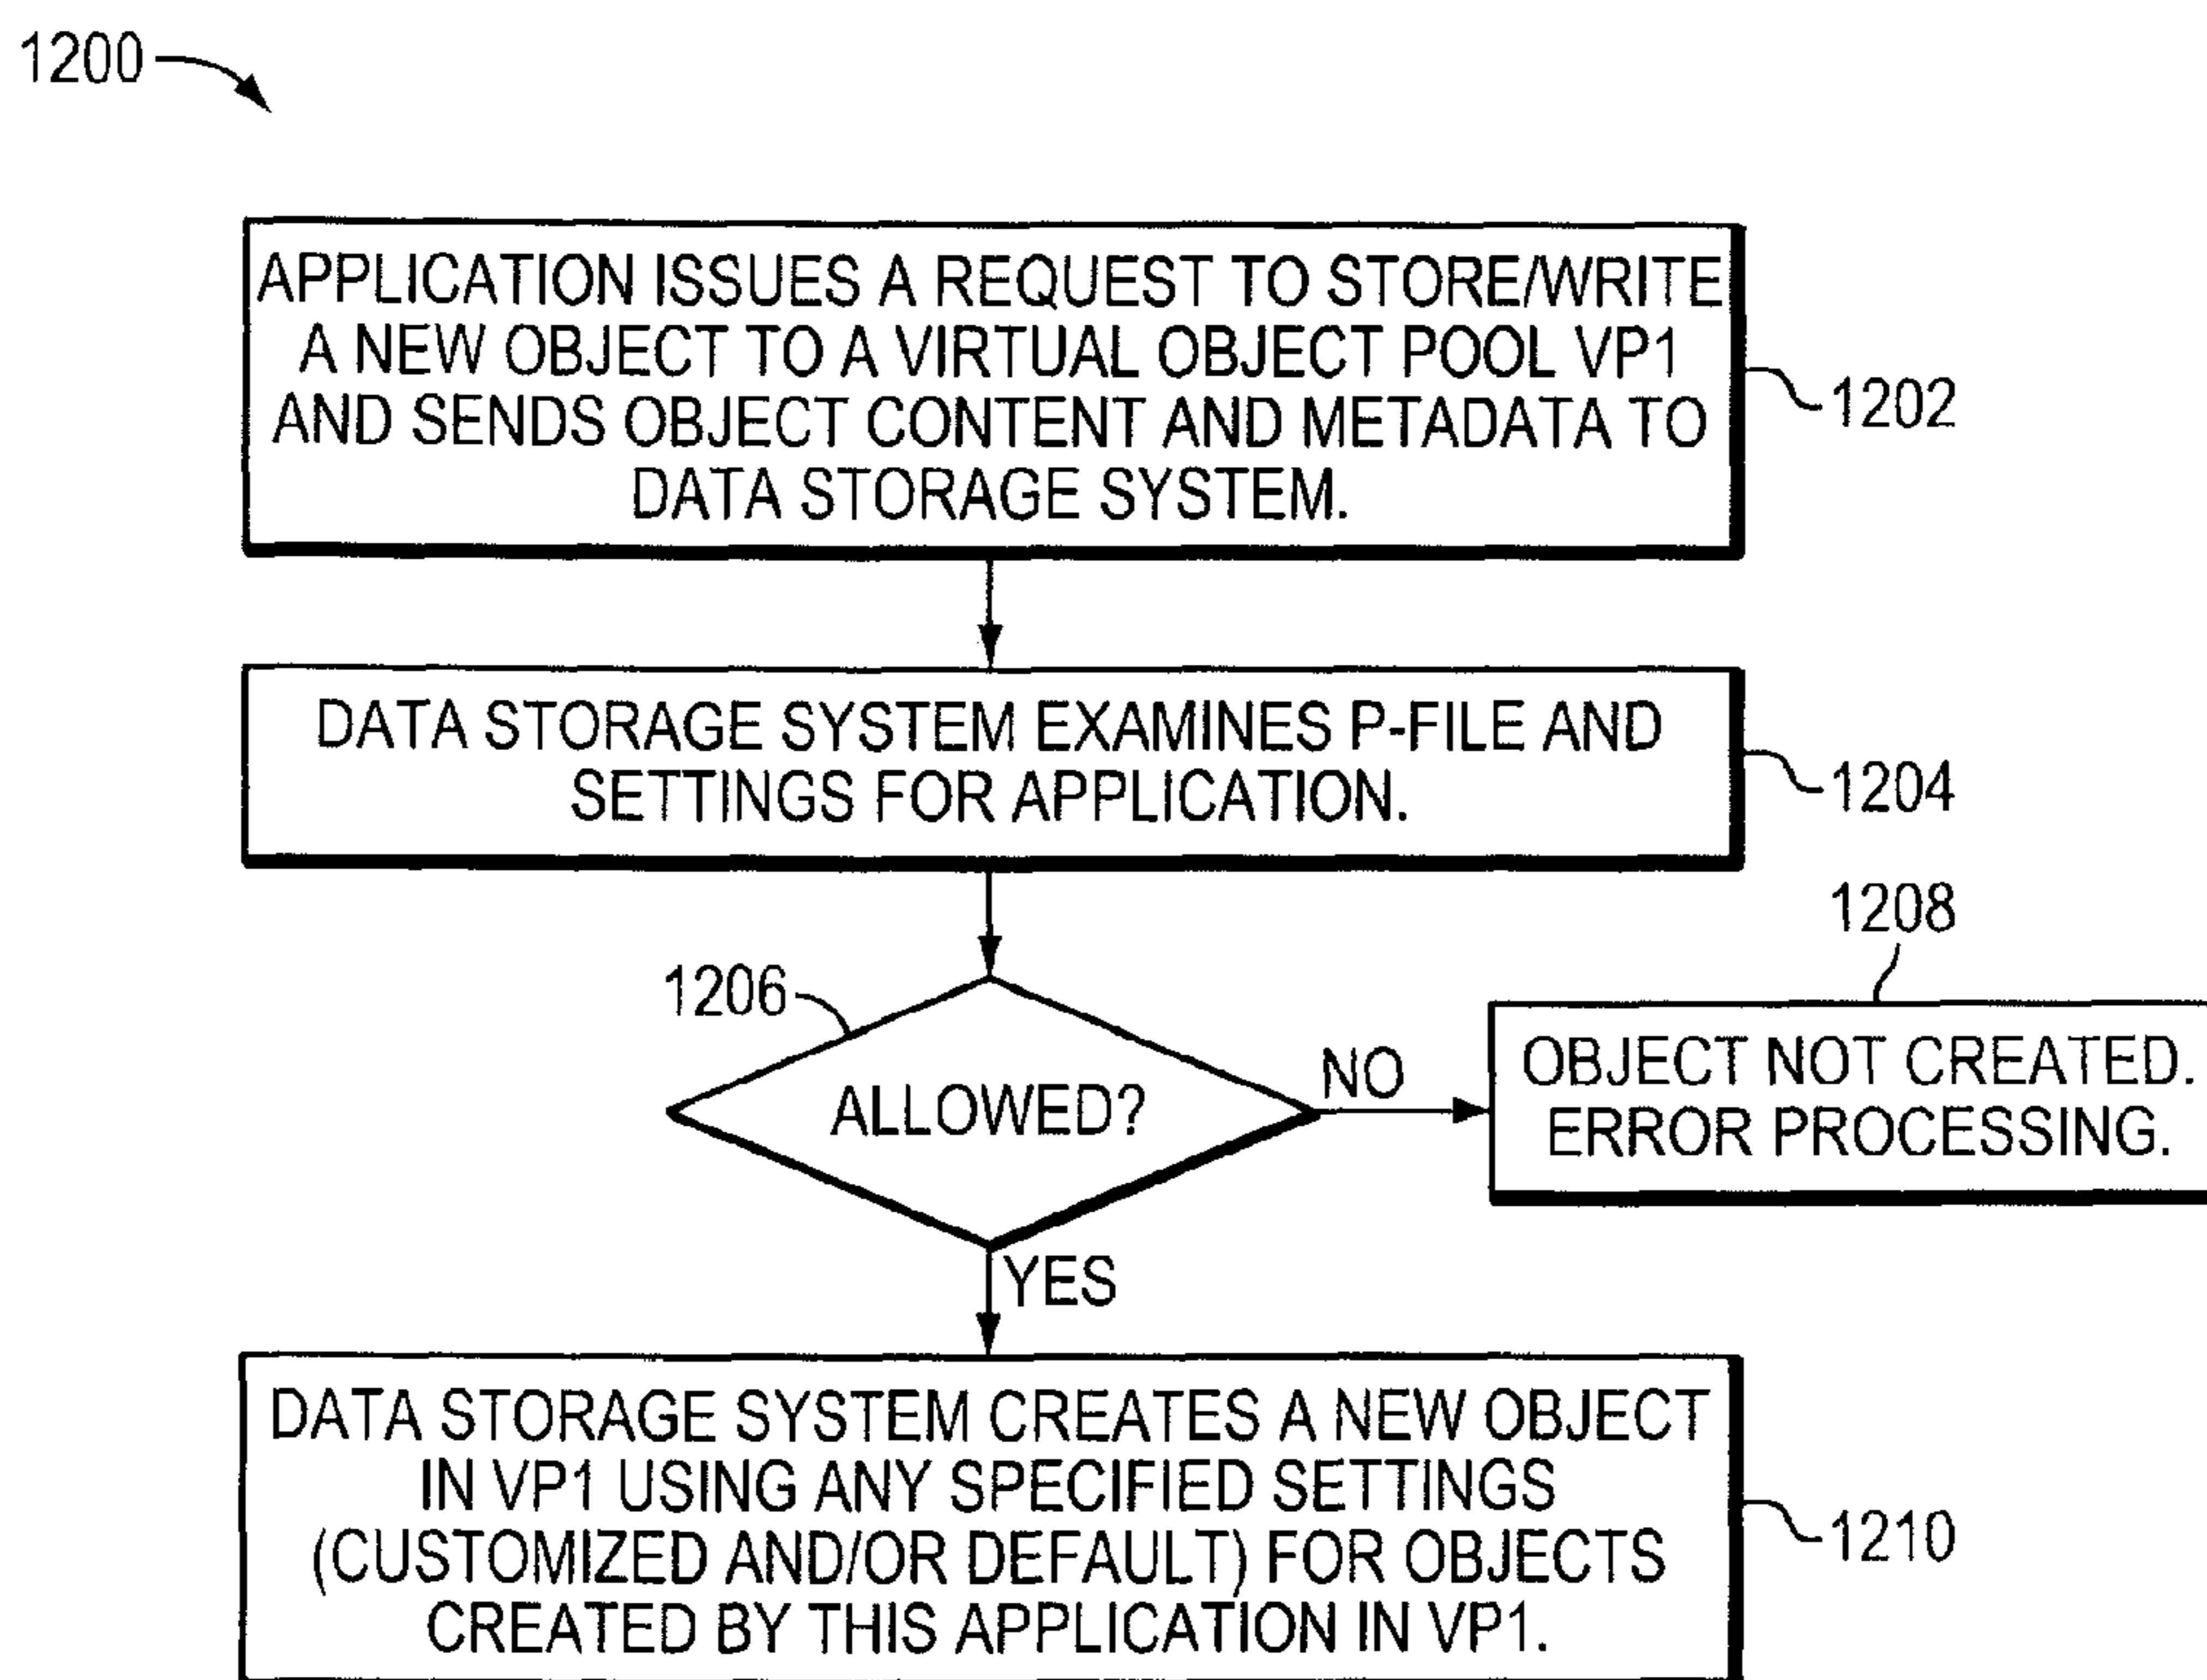 1200
APPLICATION ISSUES A REQUEST TO STORE/WRITE
A NEW OBJECT TO A VIRTUAL OBJECT POOL VP1
AND SENDS OBJECT CONTENT AND METADATA TO
DATA STORAGE SYSTEM.
1202
DATA STORAGE SYSTEM EXAMINES P-FILE AND
SETTINGS FOR APPLICATION.
1204
1206
ALLOWED?
NO
1208
OBJECT NOT CREATED.
ERROR PROCESSING.
YES
DATA STORAGE SYSTEM CREATES A NEW OBJECT
IN VP1 USING ANY SPECIFIED SETTINGS
(CUSTOMIZED AND/OR DEFAULT) FOR OBJECTS
CREATED BY THIS APPLICATION IN VP1.
1210